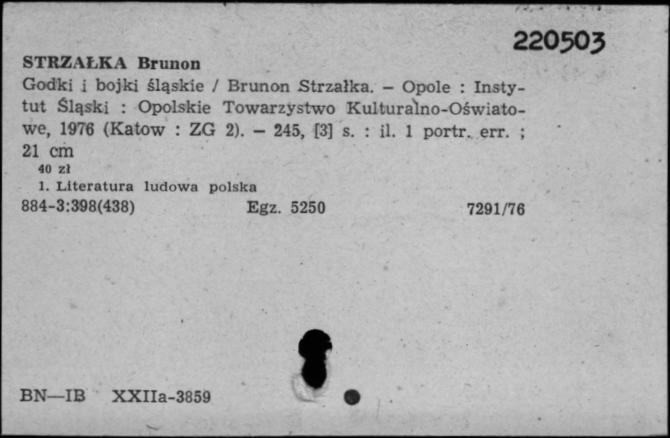 220503
STRZAŁKA Brunon
Godki i bojki śląskie / Brunon Strzałka. — Opole : Insty-
tut Śląski : Opolskie Towarzystwo Kulturalno-Oświato-
we, 1976 (Katow : ZG 2). — 245, [3] s. : il. 1 portr. err. ;
21 cm
40 zł
1. Literatura ludowa polska
884-3:398(438) Egz. 5250 7291/76
BN—IB XXIIa-3859